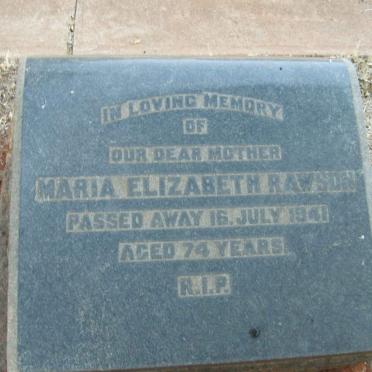 IN LOVING MEMORY
OF
OUR DEAR MOTHER
MARIA ELIZABETH RAWSON
PASSED AWAY 16. JULY 1941
AGED 74 YEARS.
R.I.P.